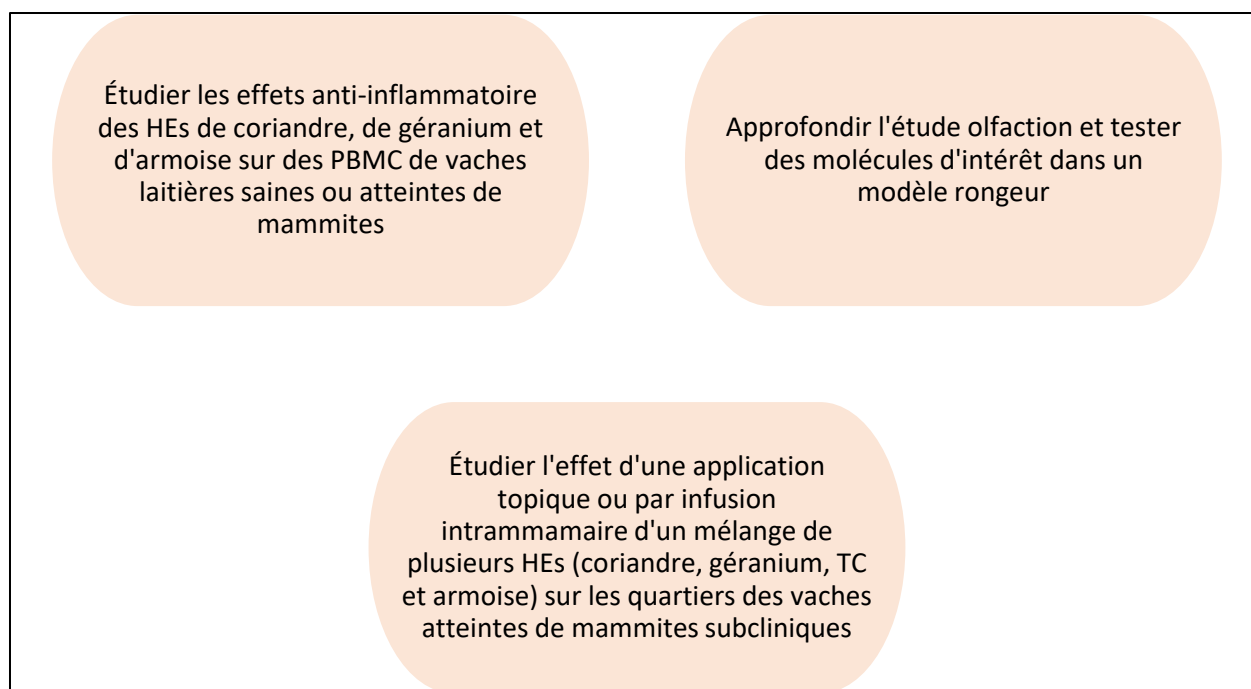 Étudier les effets anti-inflammatoire
des HEs de coriandre, de géranium et
d'armoise sur des PBMC de vaches
laitières saines ou atteintes de
mammites
Approfondir l'étude olfaction et tester
des molécules d'intérêt dans un
modèle rongeur
Étudier l'effet d'une application
topique ou par infusion
intrammamaire d'un mélange de
plusieurs HEs (coriandre, géranium, TC
et armoise) sur les quartiers des vaches
atteintes de mammites subcliniques